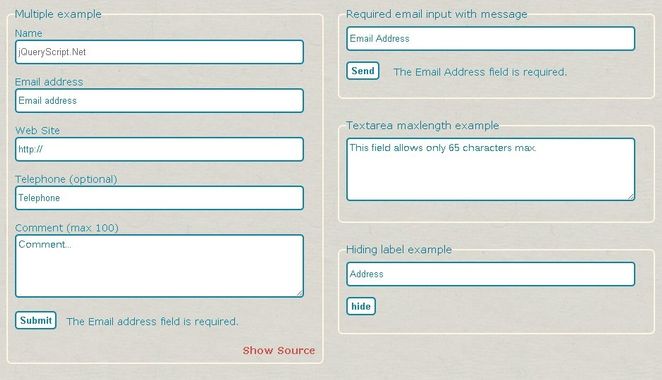 Multiple example
Name
jQueryScript.Net
Email address
Email address
Web Site
http://
Telephone (optional)
Telephone
Comment (max 100)
Comment...
Submit The Email address field is required.
Show Source
Required email input with message
Email Address
Send The Email Address field is required.
Textarea maxlength example
This field allows only 65 characters max.
Hiding label example
Address
hide